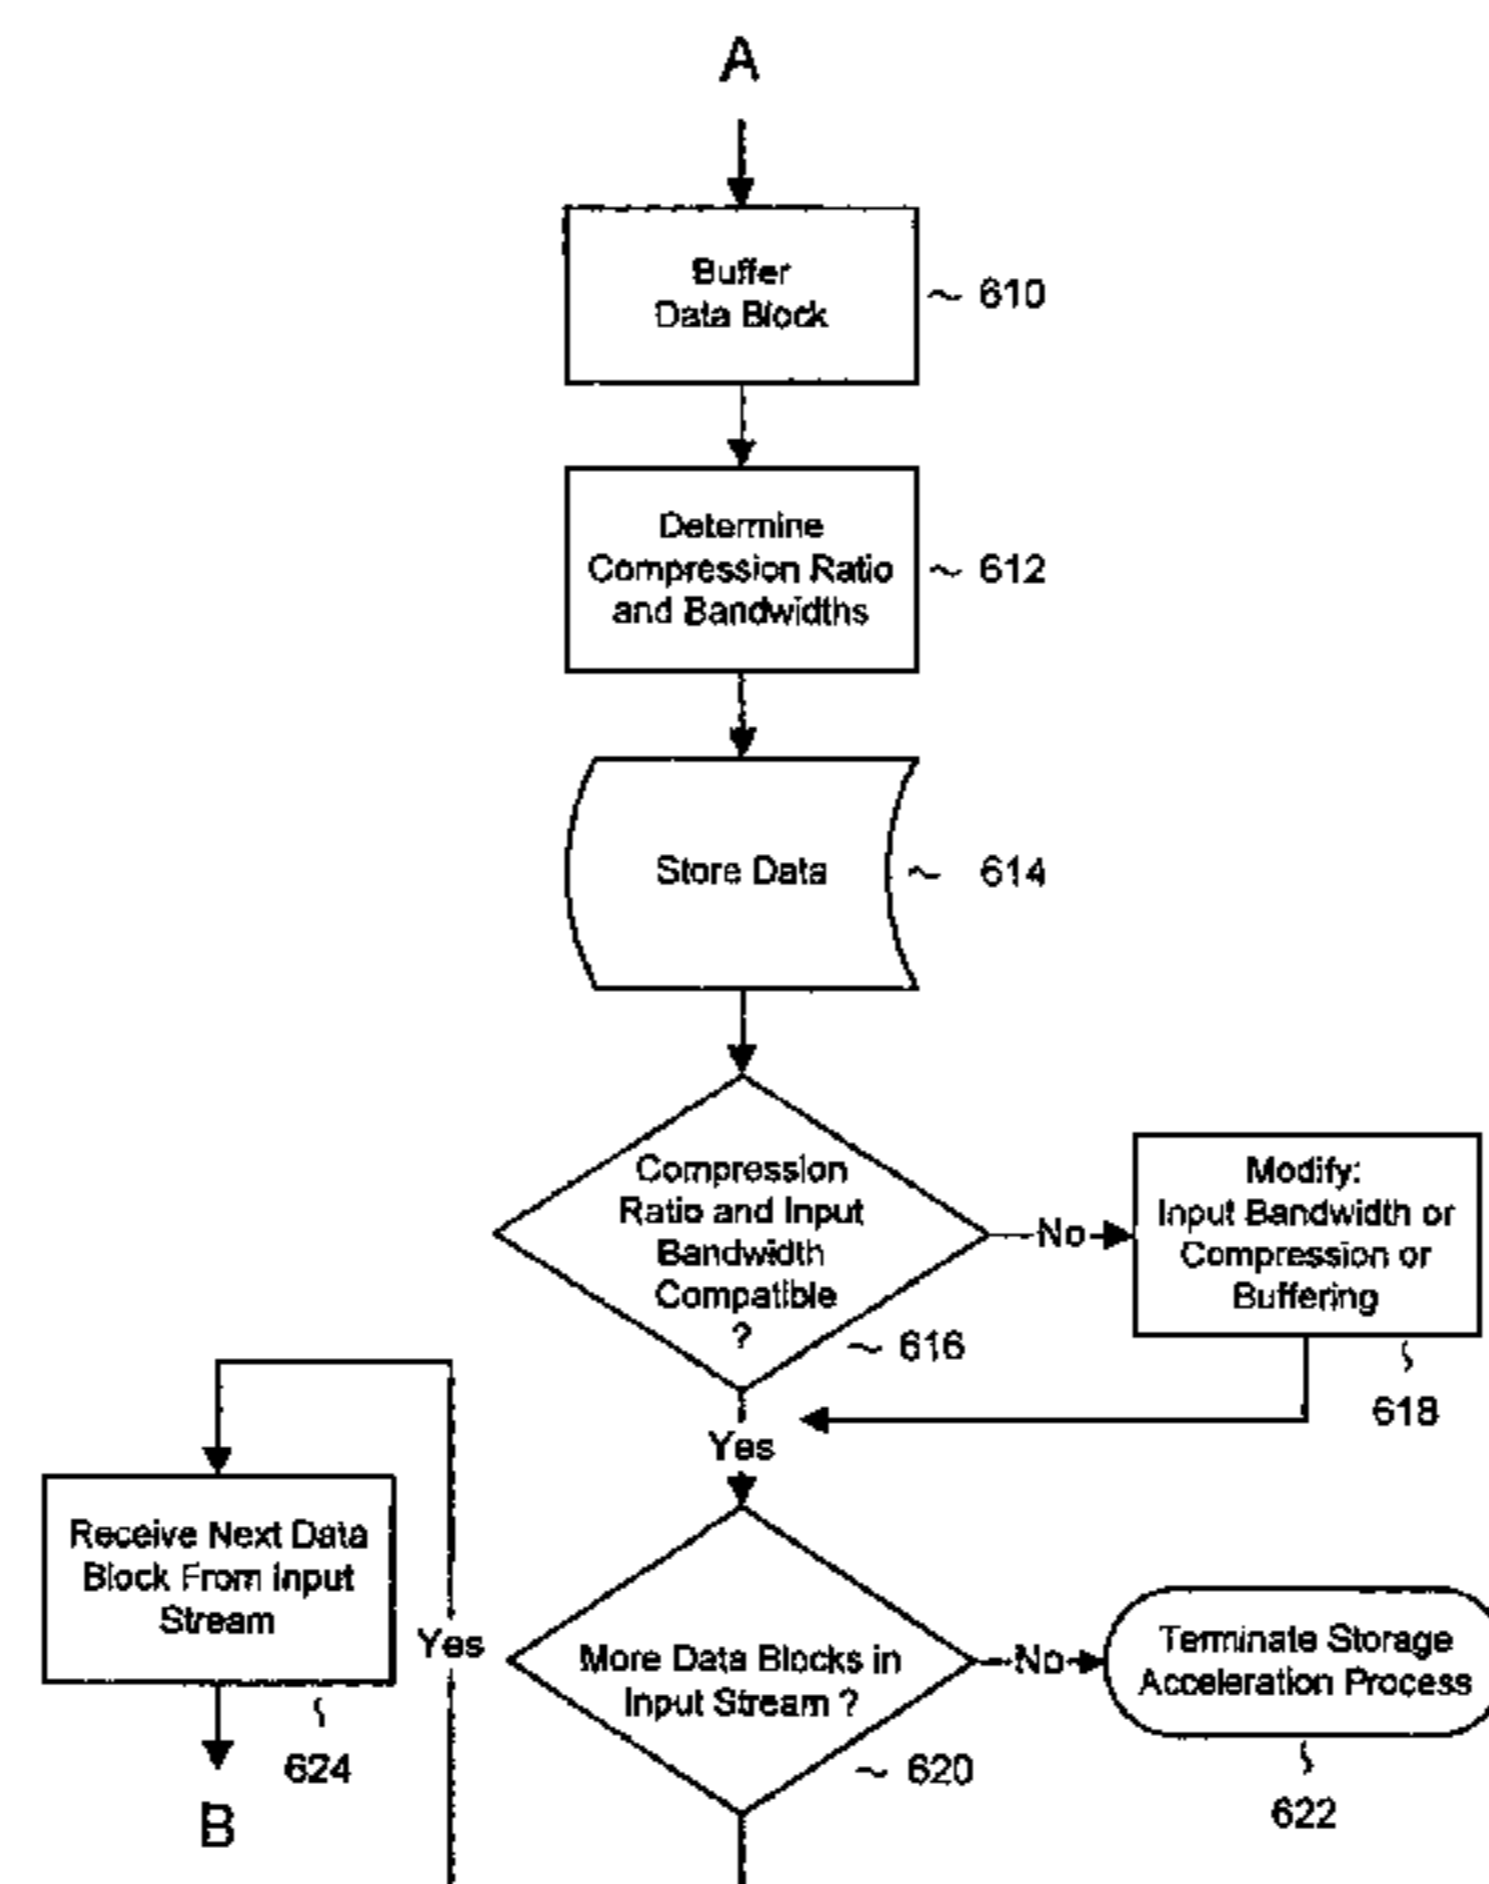 A
Buffer
Data Block
610
Determine
Compression Ratio
and Bandwidths
612
Store Data
614
Compression
Ratio and Input
Bandwidth
Compatible
?
616
No
Modify:
Input Bandwidth or
Compression or
Buffering
618
Yes
Receive Next Data
Block From Input
Stream
624
B
Yes
More Data Blocks in
Input Stream ?
620
No
Terminate Storage
Acceleration Process
622